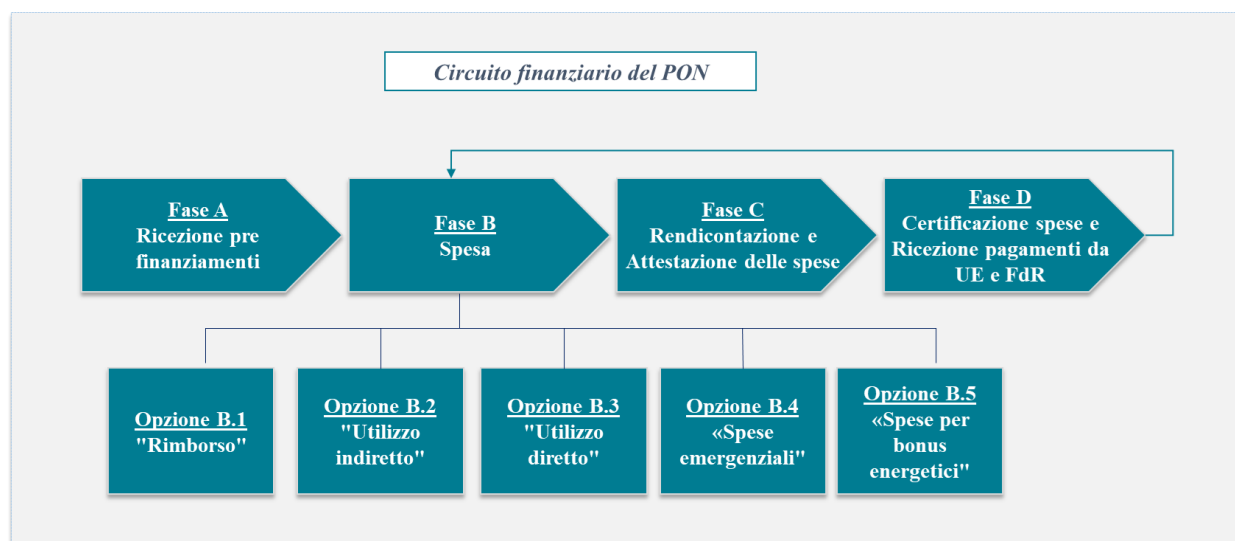 Circuito finanziario del PON
Fase A
Ricezione pre
finanziamenti
Fase B
Spesa
Fase C
Rendicontazione e
Attestazione delle spese
Fase D
Certificazione spese e
Ricezione pagamenti da
UE e FdR
Opzione B.1
"Rimborso"
Opzione B.2
"Utilizzo
indiretto"
Opzione B.3
"Utilizzo
diretto"
Opzione B.4
«Spese
emergenziali"
Opzione B.5
«Spese per
bonus
energetici"